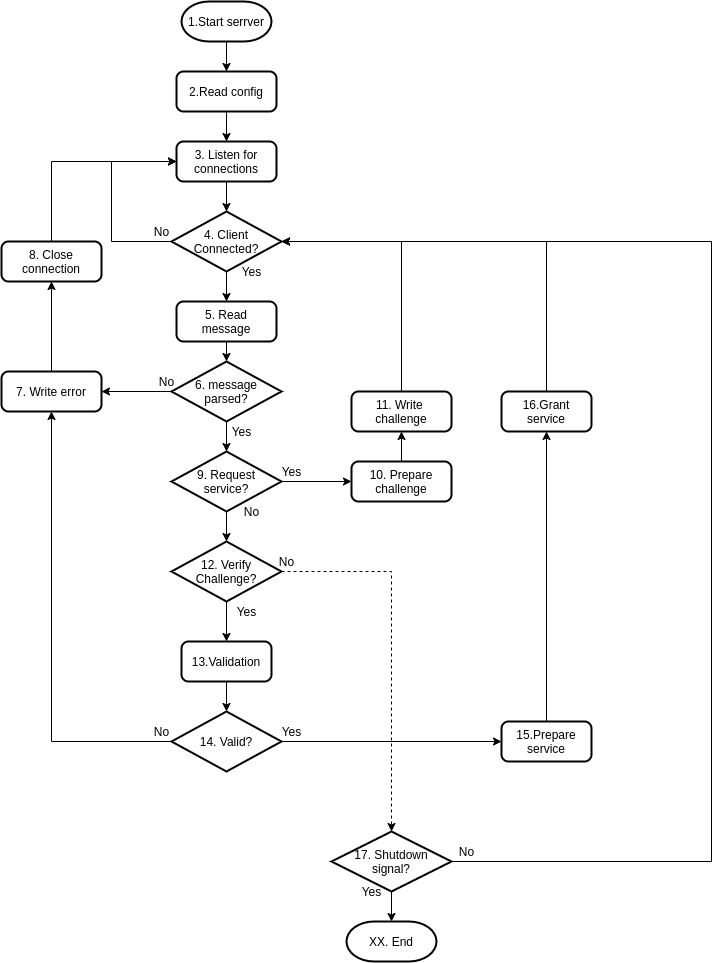 1.Start serrver
2.Read config
3. Listen for
connections
No
4. Client
Connected?
8. Close
connection
Yes
5. Read
message
No
6. message
parsed?
7. Write error
11. Write
challenge
16.Grant
service
Yes
9. Request
service?
Yes
10. Prepare
challenge
No
12. Verify
Challenge?
No
Yes
13.Validation
No
14. Valid?
Yes
15.Prepare
service
17. Shutdown
signal?
No
Yes
XX. End